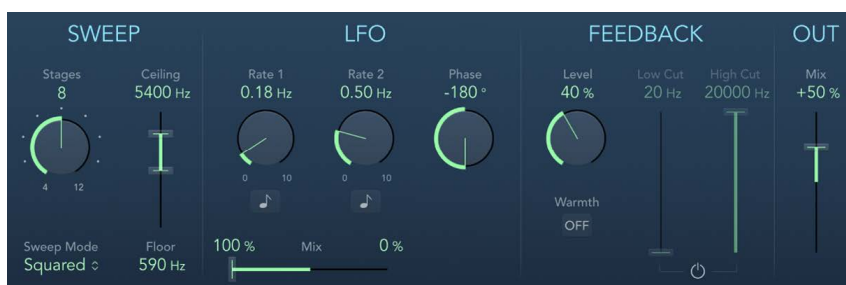 SWEEP
Stages
8
Ceiling
5400 Hz
4 12
Sweep Mode
Squared
Floor
590 Hz
LFO
Rate 1
0.18 Hz
Rate 2
0.50 Hz
Phase
-180 °
0 10
0 10
100 % Mix 0 %
FEEDBACK
Level
40 %
Low Cut
20 Hz
High Cut
20000 Hz
Warmth
OFF
OUT
Mix
+50 %